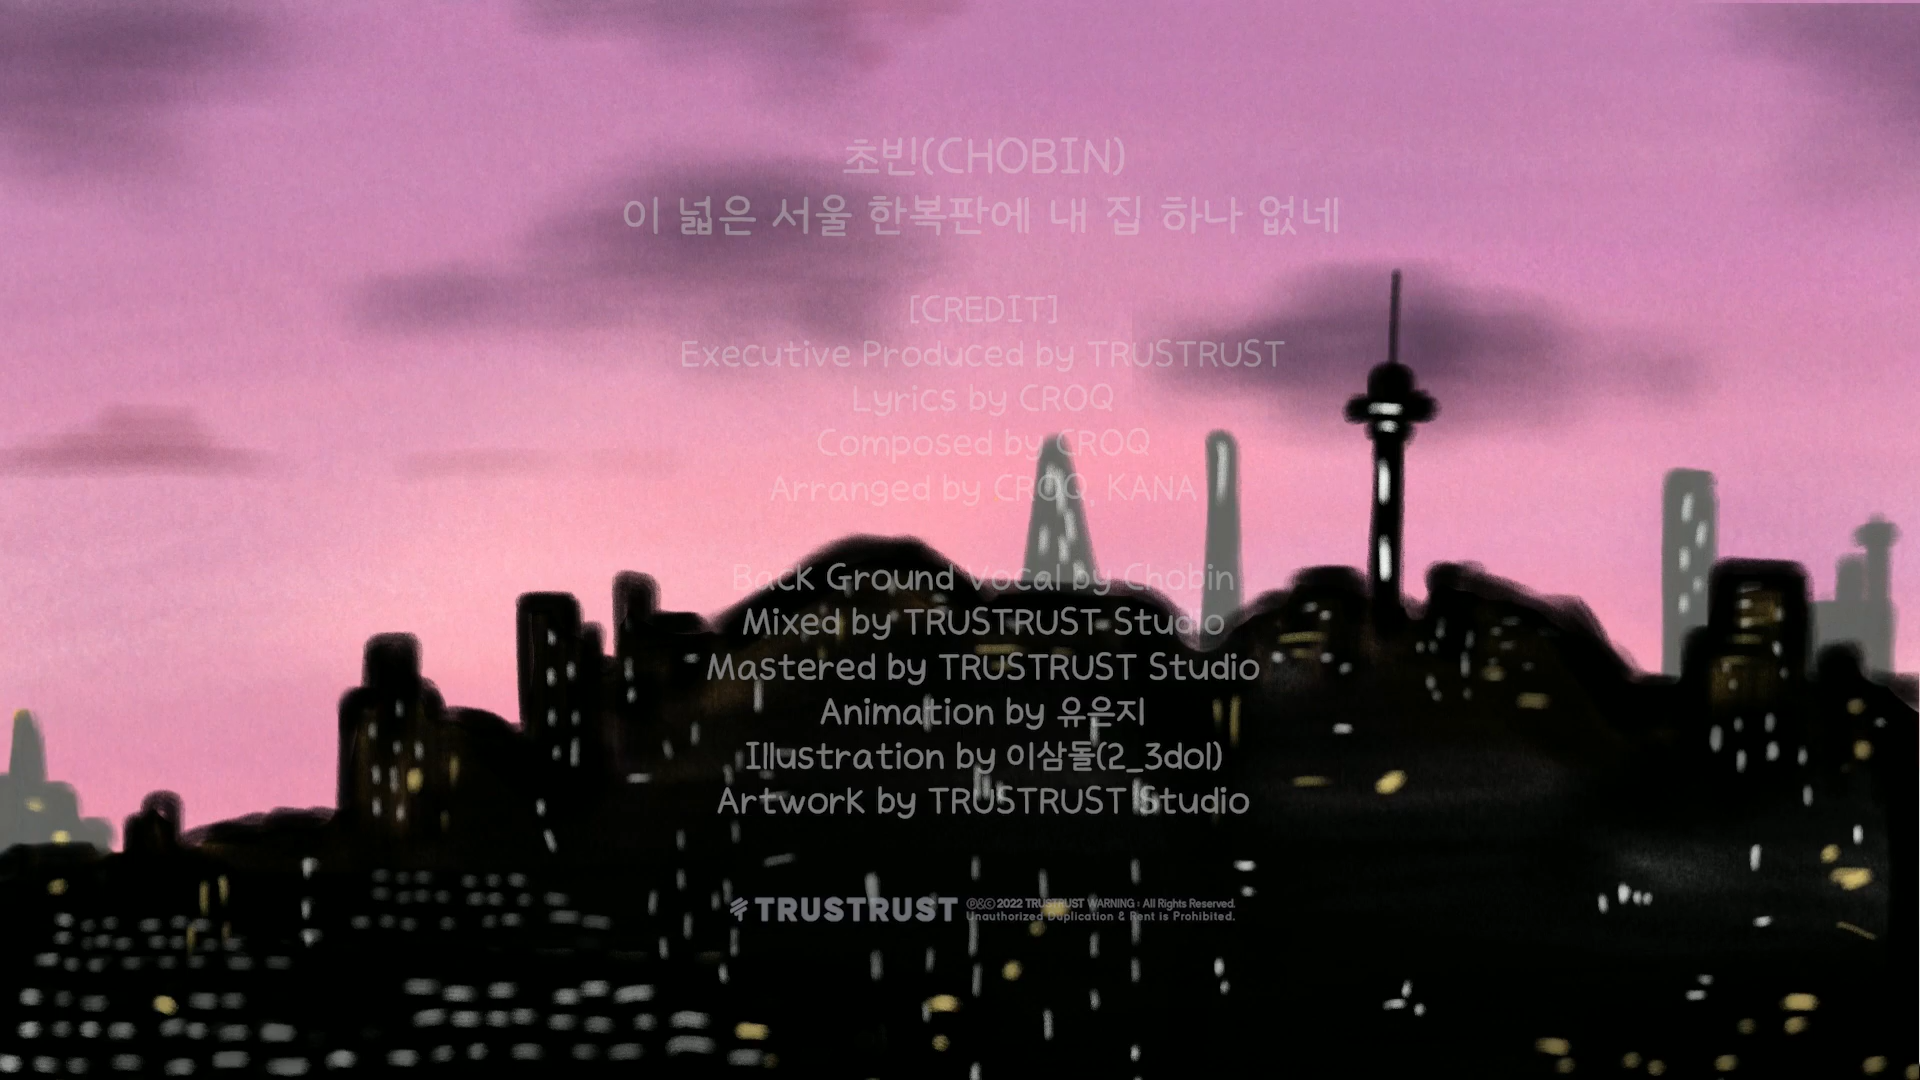 초빈(CHOBIN)
이 넓은 서울 한복판에 내 집 하나 없네
[CREDIT]
Executive Produced by TRUSTRUST
Lyrics by CROQ
Composed by CROQ
Arranged by CROQ, KANA
Back Ground Vocal by Chobin
Mixed by TRUSTRUST Studio
Mastered by TRUSTRUST Studio
Animation by 유은지
Illustration by 이삼돌(2_3dol)
Artwork by TRUSTRUST Studio
TRUSTRUST ℗&© 2022 TRUSTRUST WARNING : All Rights Reserved.
Unauthorized Duplication & Rent is Prohibited.